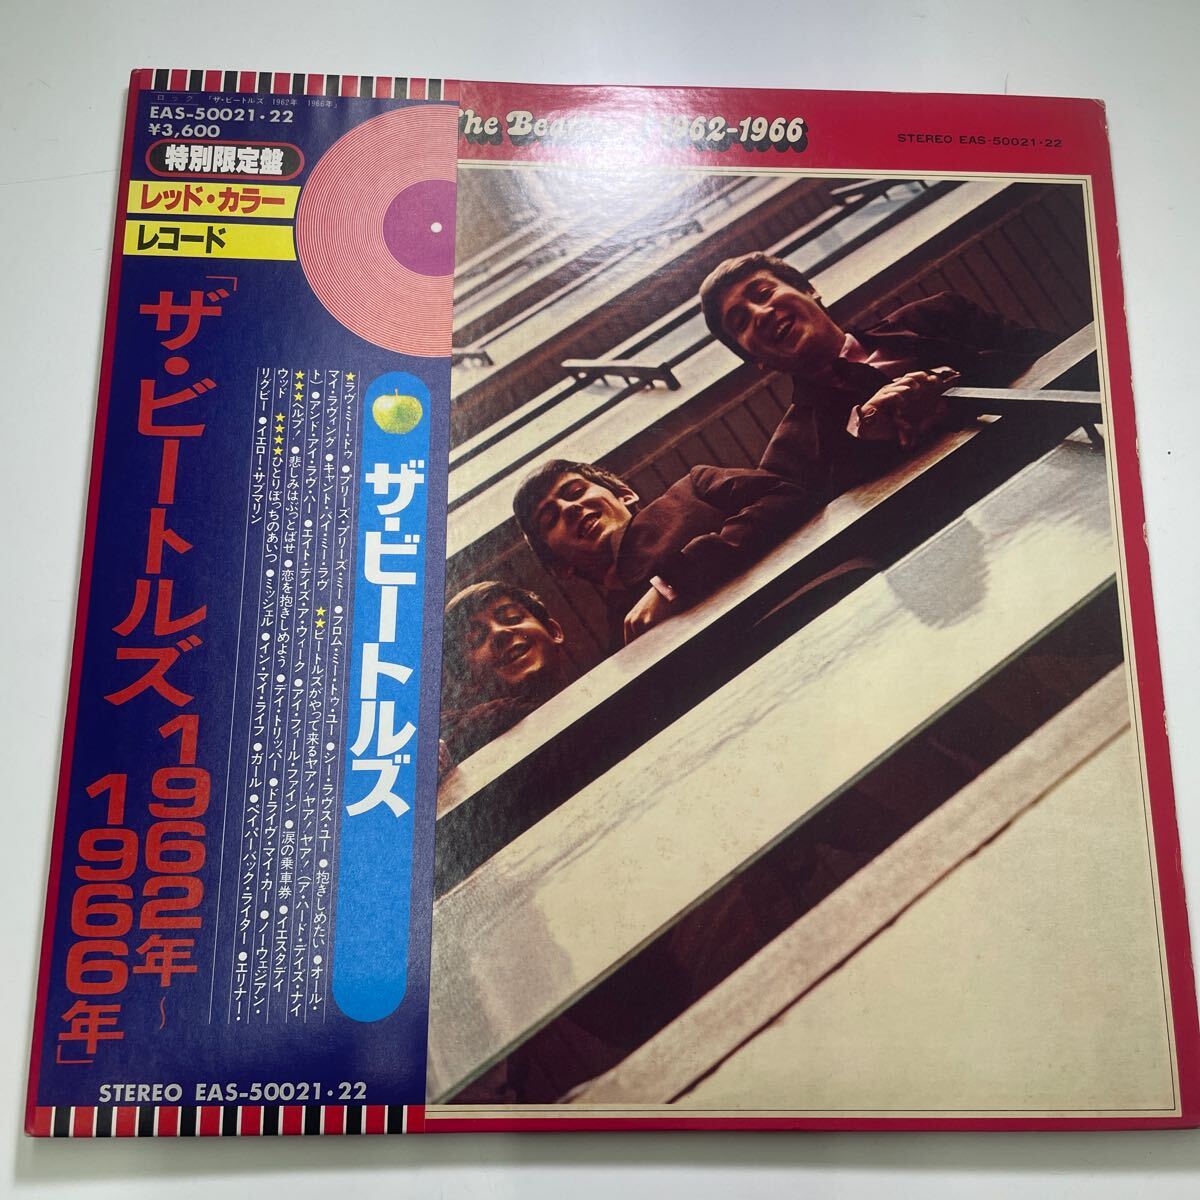 ロック 「ザ・ビートルズ 1962年 1966年」
EAS-50021・22
¥3,600
特別限定盤
レッド・カラー
レコード
「ザ・ビートルズ1962年〜
1966年」
ザ・ビートルズ
★ラヴ・ミー・ドゥ ●プリーズ・プリーズ・ミー ●フロム・ミー・トゥ・ユー ●シー・ラヴズ・ユー ●抱きしめたい ●オール・
マイ・ラヴィング ●キャント・バイ・ミー・ラヴ ★★ビートルズがやって来るヤァ!ヤァ!ヤァ!(ア・ハード・デイズ・ナイ
ト) ●アンド・アイ・ラヴ・ハー ●エイト・デイズ・ア・ウィーク ●アイ・フィール・ファイン ●涙の乗車券 ●イエスタデイ
★★★ヘルプ! ●悲しみはぶっとばせ ●恋を抱きしめよう ●デイ・トリッパー ●ドライヴ・マイ・カー ●ノーウェジアン・
ウッド ★★★★ひとりぼっちのあいつ ●ミッシェル ●イン・マイ・ライフ ●ガール ●ペイパーバック・ライター ●エリナー・
リグビー ●イエロー・サブマリン
STEREO EAS-50021・22
The Bea 1962-1966
STEREO EAS-50021・22